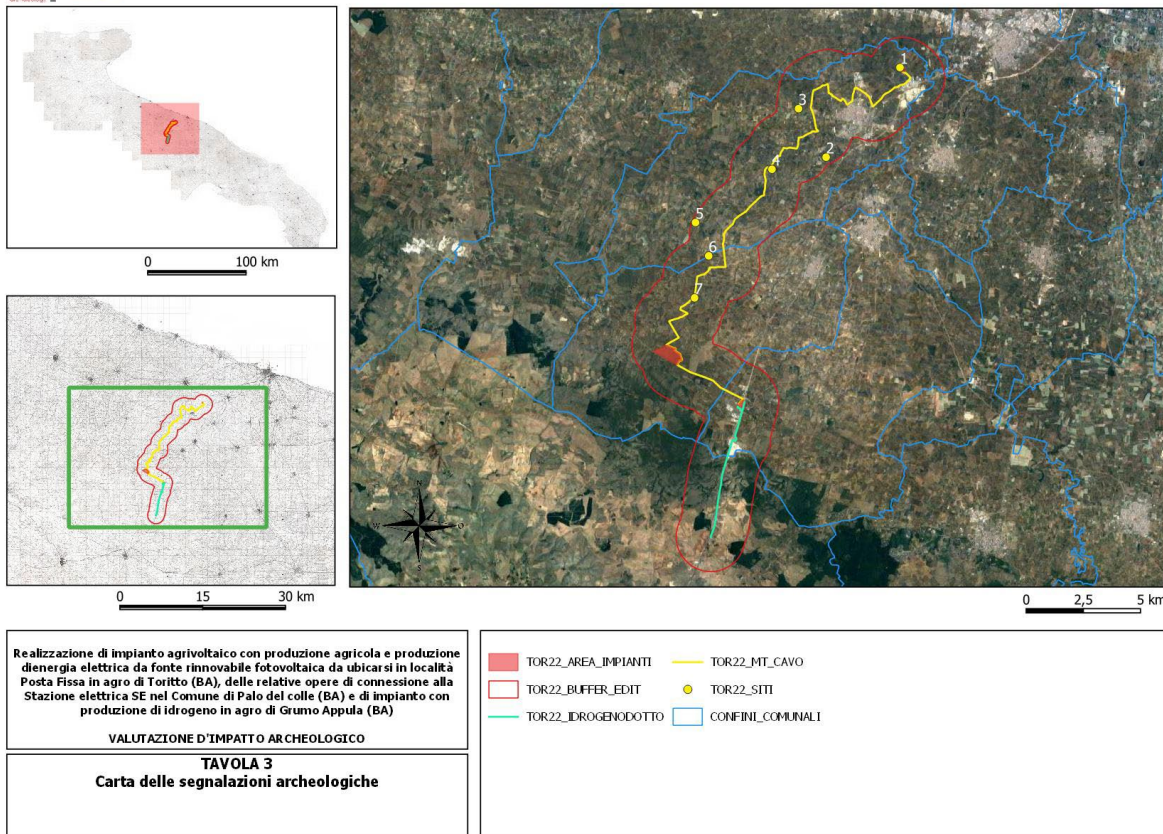 0 100 km
0 15 30 km
1
3
2
4
5
6
7
N
S
0 2,5 5 km
Realizzazione di impianto agrivoltaico con produzione agricola e produzione
dienergia elettrica da fonte rinnovabile fotovoltaica da ubicarsi in località
Posta Fissa in agro di Toritto (BA), delle relative opere di connessione alla
Stazione elettrica SE nel Comune di Palo del colle (BA) e di impianto con
produzione di idrogeno in agro di Grumo Appula (BA)
VALUTAZIONE D'IMPATTO ARCHEOLOGICO
TAVOLA 3
Carta delle segnalazioni archeologiche
TOR22_AREA_IMPIANTI
TOR22_MT_CAVO
TOR22_BUFFER_EDIT
TOR22_SITI
TOR22_IDROGENODOTTO
CONFINI_COMUNALI